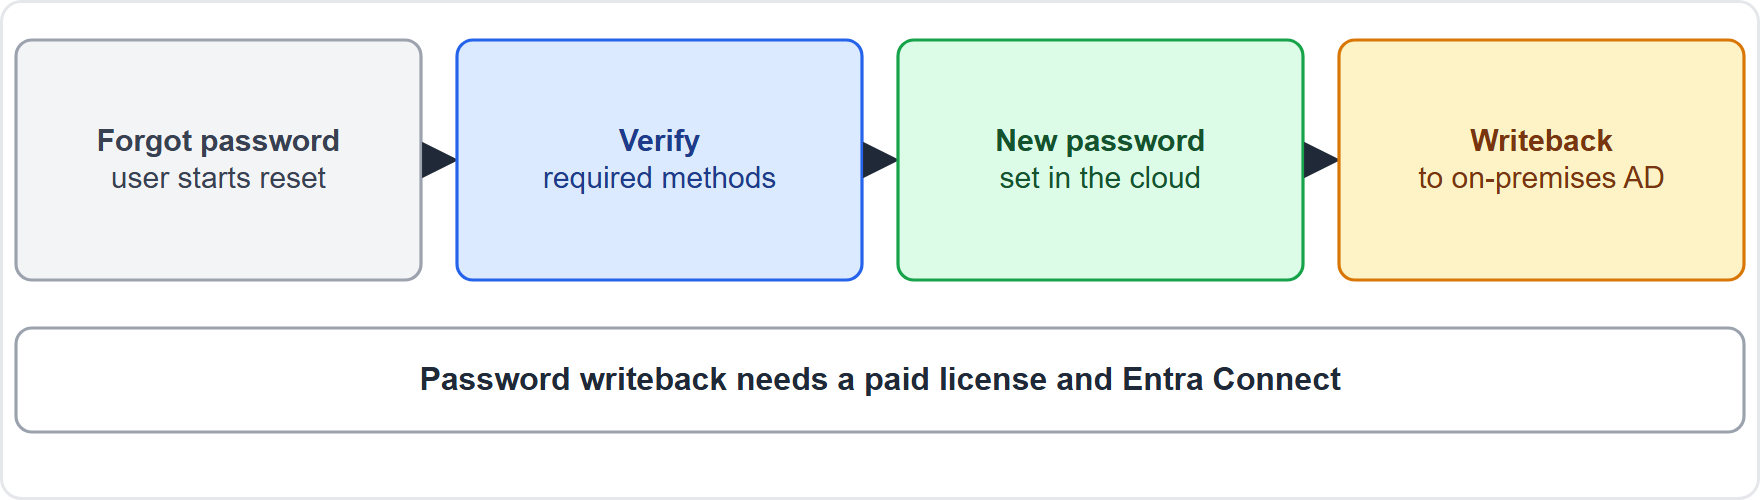 Forgot password
user starts reset
Verify
required methods
New password
set in the cloud
Writeback
to on-premises AD
Password writeback needs a paid license and Entra Connect